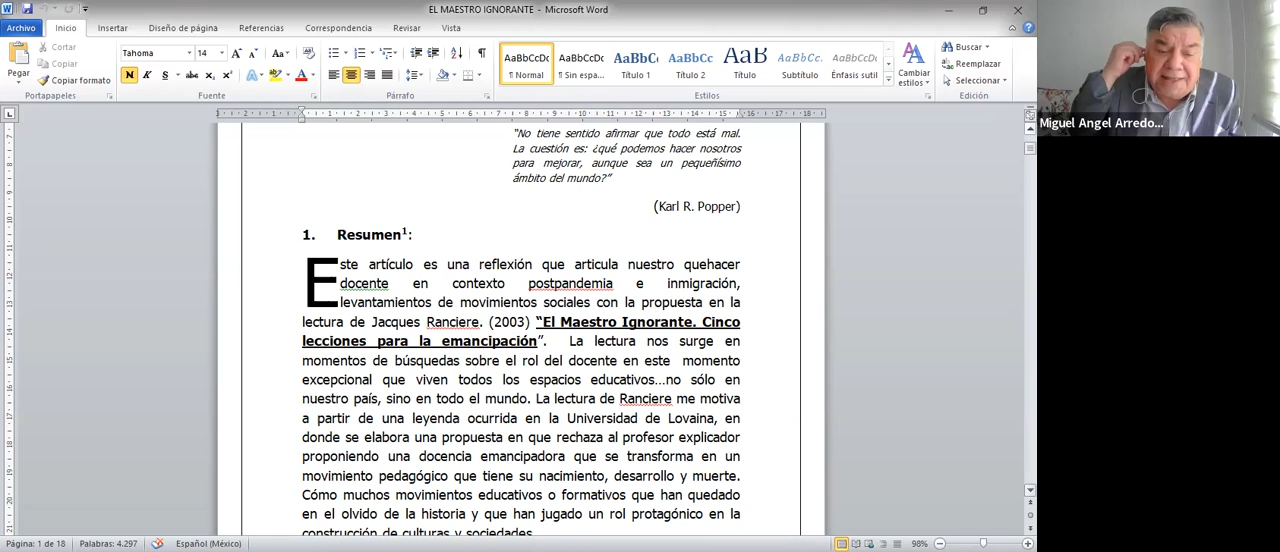 EL MAESTRO IGNORANTE - Microsoft Word
Archivo Inicio Insertar Diseño de página Referencias Correspondencia Revisar Vista
Pegar
Cortar
Copiar
Copiar formato
Portapapeles
Tahoma 14
N K S abc x₂ x²
Fuente
Párrafo
AaBbCcDc AaBbCcDc AaBbC AaBbCc AaB AaBbCc. AaBbCcDc
¶ Normal ¶ Sin espa... Título 1 Título 2 Título Subtítulo Énfasis sutil
Cambiar estilos
Estilos
Buscar
Reemplazar
Seleccionar
Edición
"No tiene sentido afirmar que todo está mal.
La cuestión es: ¿qué podemos hacer nosotros
para mejorar, aunque sea un pequeñísimo
ámbito del mundo?"
(Karl R. Popper)
1. Resumen¹:
Este artículo es una reflexión que articula nuestro quehacer
docente en contexto postpandemia e inmigración,
levantamientos de movimientos sociales con la propuesta en la
lectura de Jacques Ranciere. (2003) "El Maestro Ignorante. Cinco
lecciones para la emancipación". La lectura nos surge en
momentos de búsquedas sobre el rol del docente en este momento
excepcional que viven todos los espacios educativos...no sólo en
nuestro país, sino en todo el mundo. La lectura de Ranciere me motiva
a partir de una leyenda ocurrida en la Universidad de Lovaina, en
donde se elabora una propuesta en que rechaza al profesor explicador
proponiendo una docencia emancipadora que se transforma en un
movimiento pedagógico que tiene su nacimiento, desarrollo y muerte.
Cómo muchos movimientos educativos o formativos que han quedado
en el olvido de la historia y que han jugado un rol protagónico en la
construcción de culturas y sociedades.
Página: 1 de 18 Palabras: 4.297 Español (México) 98%
Miguel Angel Arredo...